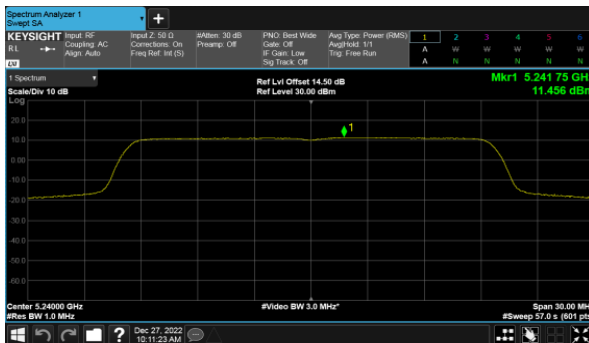 Spectrum Analyzer 1
Swept SA
+
KEYSIGHT Input: RF Input Z: 50 Ω #Atten: 30 dB PNO: Best Wide Avg Type: Power (RMS) 1 2 3 4 5 6
RL Coupling: AC Corrections: On Preamp: Off Gate: Off Avg|Hold: 1/1 A W W W W W
Align: Auto Freq Ref: Int (S) IF Gain: Low Trig: Free Run
Sig Track: Off A N N N N N
1 Spectrum Ref Lvl Offset 14.50 dB Mkr1 5.241 75 GH
Scale/Div 10 dB Ref Level 30.00 dBm 11.456 dBm
Log
20.0
10.0
1
0.00
-10.0
-20.0
-30.0
-40.0
-50.0
-60.0
Center 5.24000 GHz #Video BW 3.0 MHz* Span 30.00 MH
#Res BW 1.0 MHz #Sweep 57.0 s (601 pts
? Dec 27, 2022
10:11:23 AM